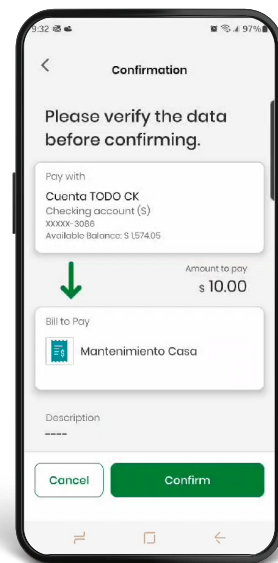 9:32
97%
Confirmation
Please verify the data
before confirming.
Pay with
Cuenta TODO CK
Checking account ($)
XXXXX-3086
Available Balance: $ 1,574.05
Amount to pay
$ 10.00
Bill to Pay
Mantenimiento Casa
Description
----
Cancel
Confirm